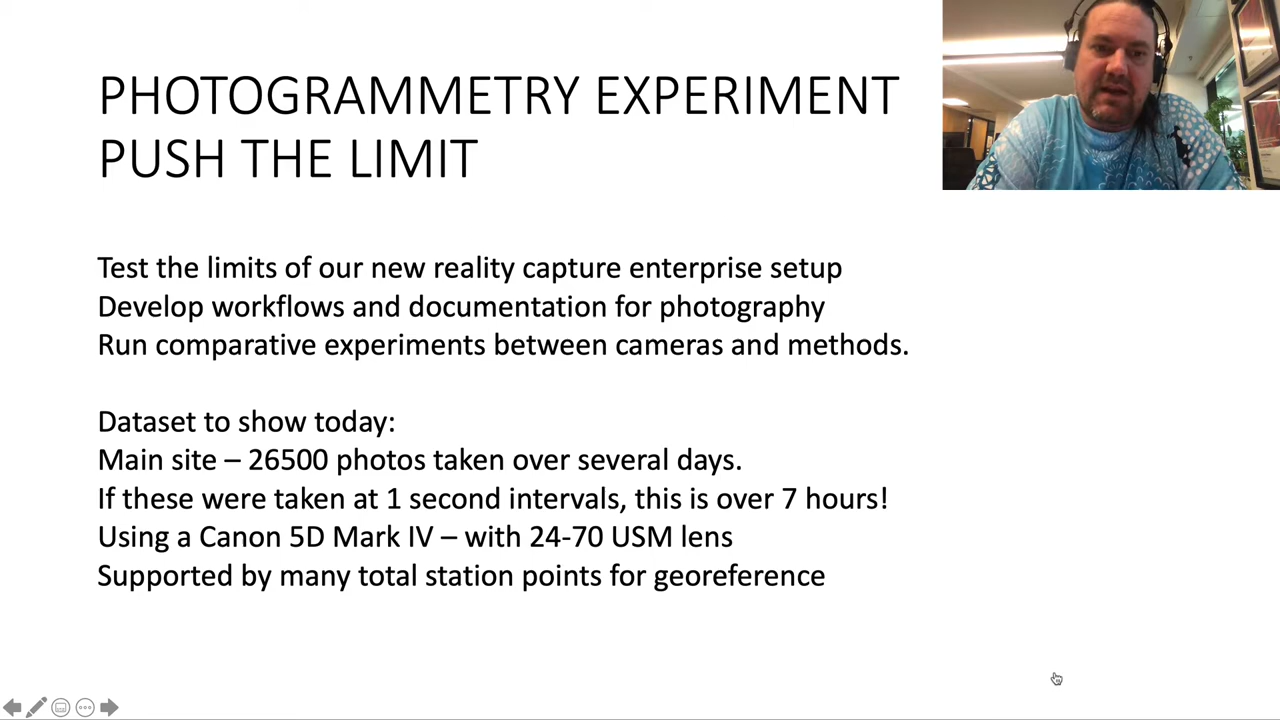 PHOTOGRAMMETRY EXPERIMENT
PUSH THE LIMIT
Test the limits of our new reality capture enterprise setup
Develop workflows and documentation for photography
Run comparative experiments between cameras and methods.
Dataset to show today:
Main site – 26500 photos taken over several days.
If these were taken at 1 second intervals, this is over 7 hours!
Using a Canon 5D Mark IV – with 24-70 USM lens
Supported by many total station points for georeference